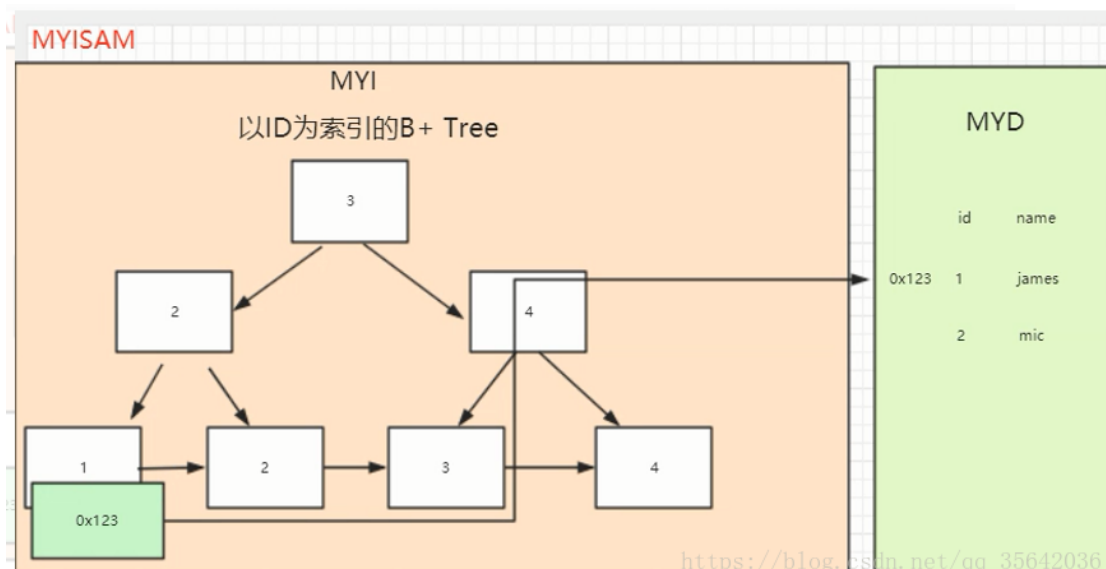 MYISAM
MYI
以ID为索引的B+ Tree
3
2
4
1
2
3
4
0x123
MYD
id name
0x123 1 james
2 mic
https://blog.csdn.net/qq_35642036